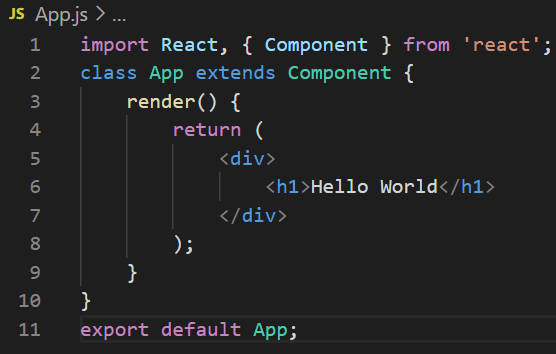 JS App.js > ...
1 import React, { Component } from 'react';
2 class App extends Component {
3     render() {
4         return (
5             <div>
6                 <h1>Hello World</h1>
7             </div>
8         );
9     }
10 }
11 export default App;